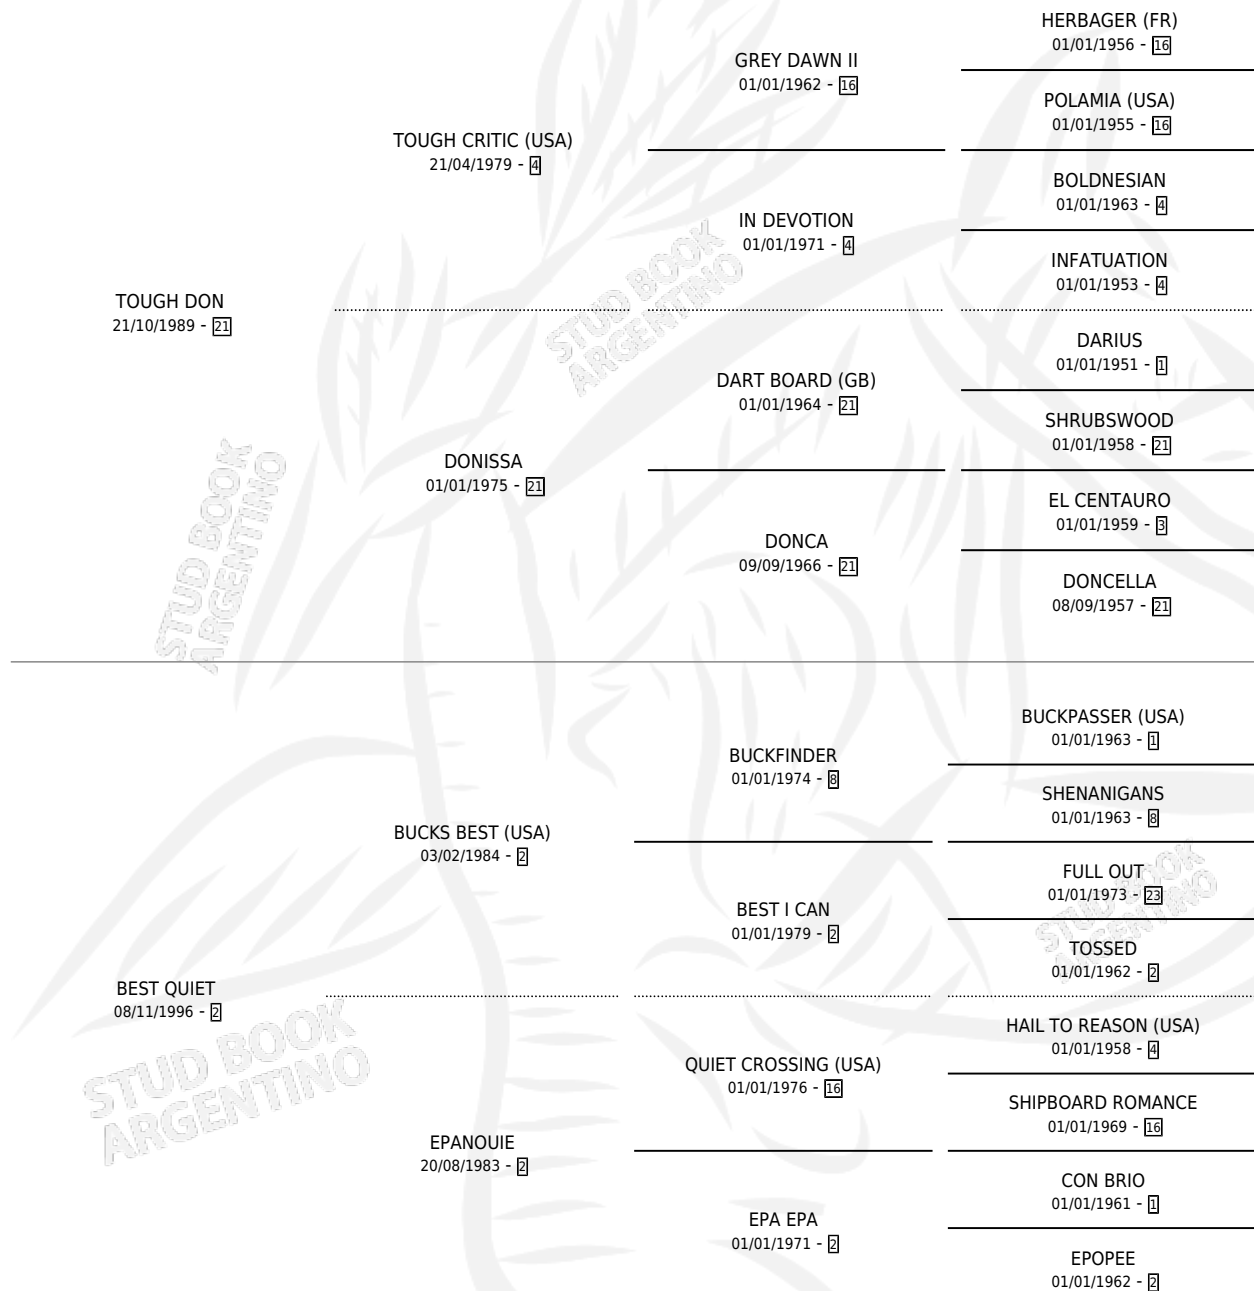 HERBAGER (FR)
01/01/1956 - 16
GREY DAWN II
01/01/1962 - 16
POLAMIA (USA)
01/01/1955 - 16
TOUGH CRITIC (USA)
21/04/1979 - 4
BOLDNESIAN
01/01/1963 - 4
IN DEVOTION
01/01/1971 - 4
INFATUATION
01/01/1953 - 4
TOUGH DON
21/10/1989 - 21
DARIUS
01/01/1951 - 1
DART BOARD (GB)
01/01/1964 - 21
SHRUBSWOOD
01/01/1958 - 21
DONISSA
01/01/1975 - 21
EL CENTAURO
01/01/1959 - 3
DONCA
09/09/1966 - 21
DONCELLA
08/09/1957 - 21
BUCKPASSER (USA)
01/01/1963 - 1
BUCKFINDER
01/01/1974 - 8
SHENANIGANS
01/01/1963 - 8
BUCKS BEST (USA)
03/02/1984 - 2
FULL OUT
01/01/1973 - 23
BEST I CAN
01/01/1979 - 2
TOSSED
01/01/1962 - 2
BEST QUIET
08/11/1996 - 2
HAIL TO REASON (USA)
01/01/1958 - 4
QUIET CROSSING (USA)
01/01/1976 - 16
SHIPBOARD ROMANCE
01/01/1969 - 16
EPANOUIE
20/08/1983 - 2
CON BRIO
01/01/1961 - 1
EPA EPA
01/01/1971 - 2
EPOPEE
01/01/1962 - 2
STUD BOOK
ARGENTINO
STUD BOOK
ARGENTINO
STUD BOOK
ARGENTINO
STUD BOOK
ARGENTINO